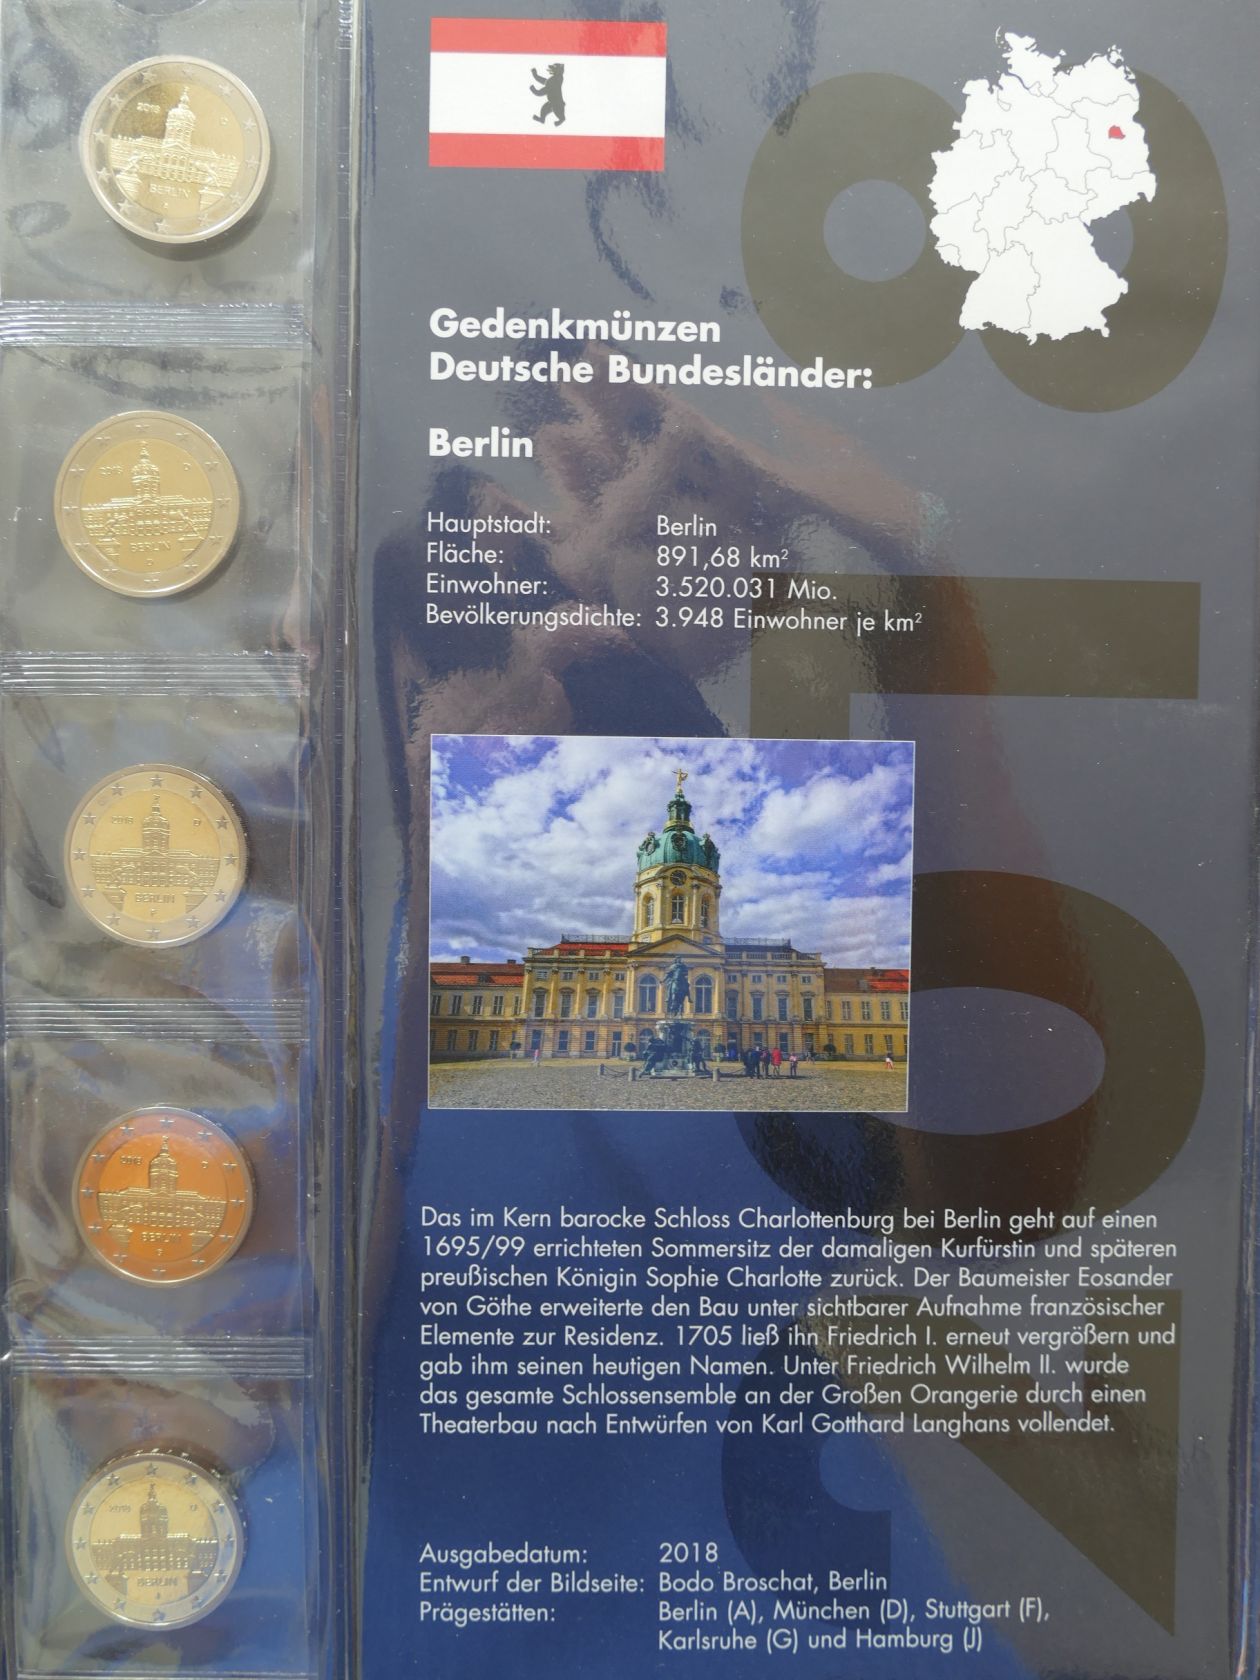 2018
D
BERLIN
A
2018
D
BERLIN
D
2018
D
BERLIN
F
2018
D
BERLIN
G
2018
D
BERLIN
J
2018
Gedenkmünzen
Deutsche Bundesländer:
Berlin
Hauptstadt: Berlin
Fläche: 891,68 km²
Einwohner: 3.520.031 Mio.
Bevölkerungsdichte: 3.948 Einwohner je km²
Das im Kern barocke Schloss Charlottenburg bei Berlin geht auf einen
1695/99 errichteten Sommersitz der damaligen Kurfürstin und späteren
preußischen Königin Sophie Charlotte zurück. Der Baumeister Eosander
von Göthe erweiterte den Bau unter sichtbarer Aufnahme französischer
Elemente zur Residenz. 1705 ließ ihn Friedrich I. erneut vergrößern und
gab ihm seinen heutigen Namen. Unter Friedrich Wilhelm II. wurde
das gesamte Schlossensemble an der Großen Orangerie durch einen
Theaterbau nach Entwürfen von Karl Gotthard Langhans vollendet.
Ausgabedatum: 2018
Entwurf der Bildseite: Bodo Broschat, Berlin
Prägestätten: Berlin (A), München (D), Stuttgart (F),
Karlsruhe (G) und Hamburg (J)